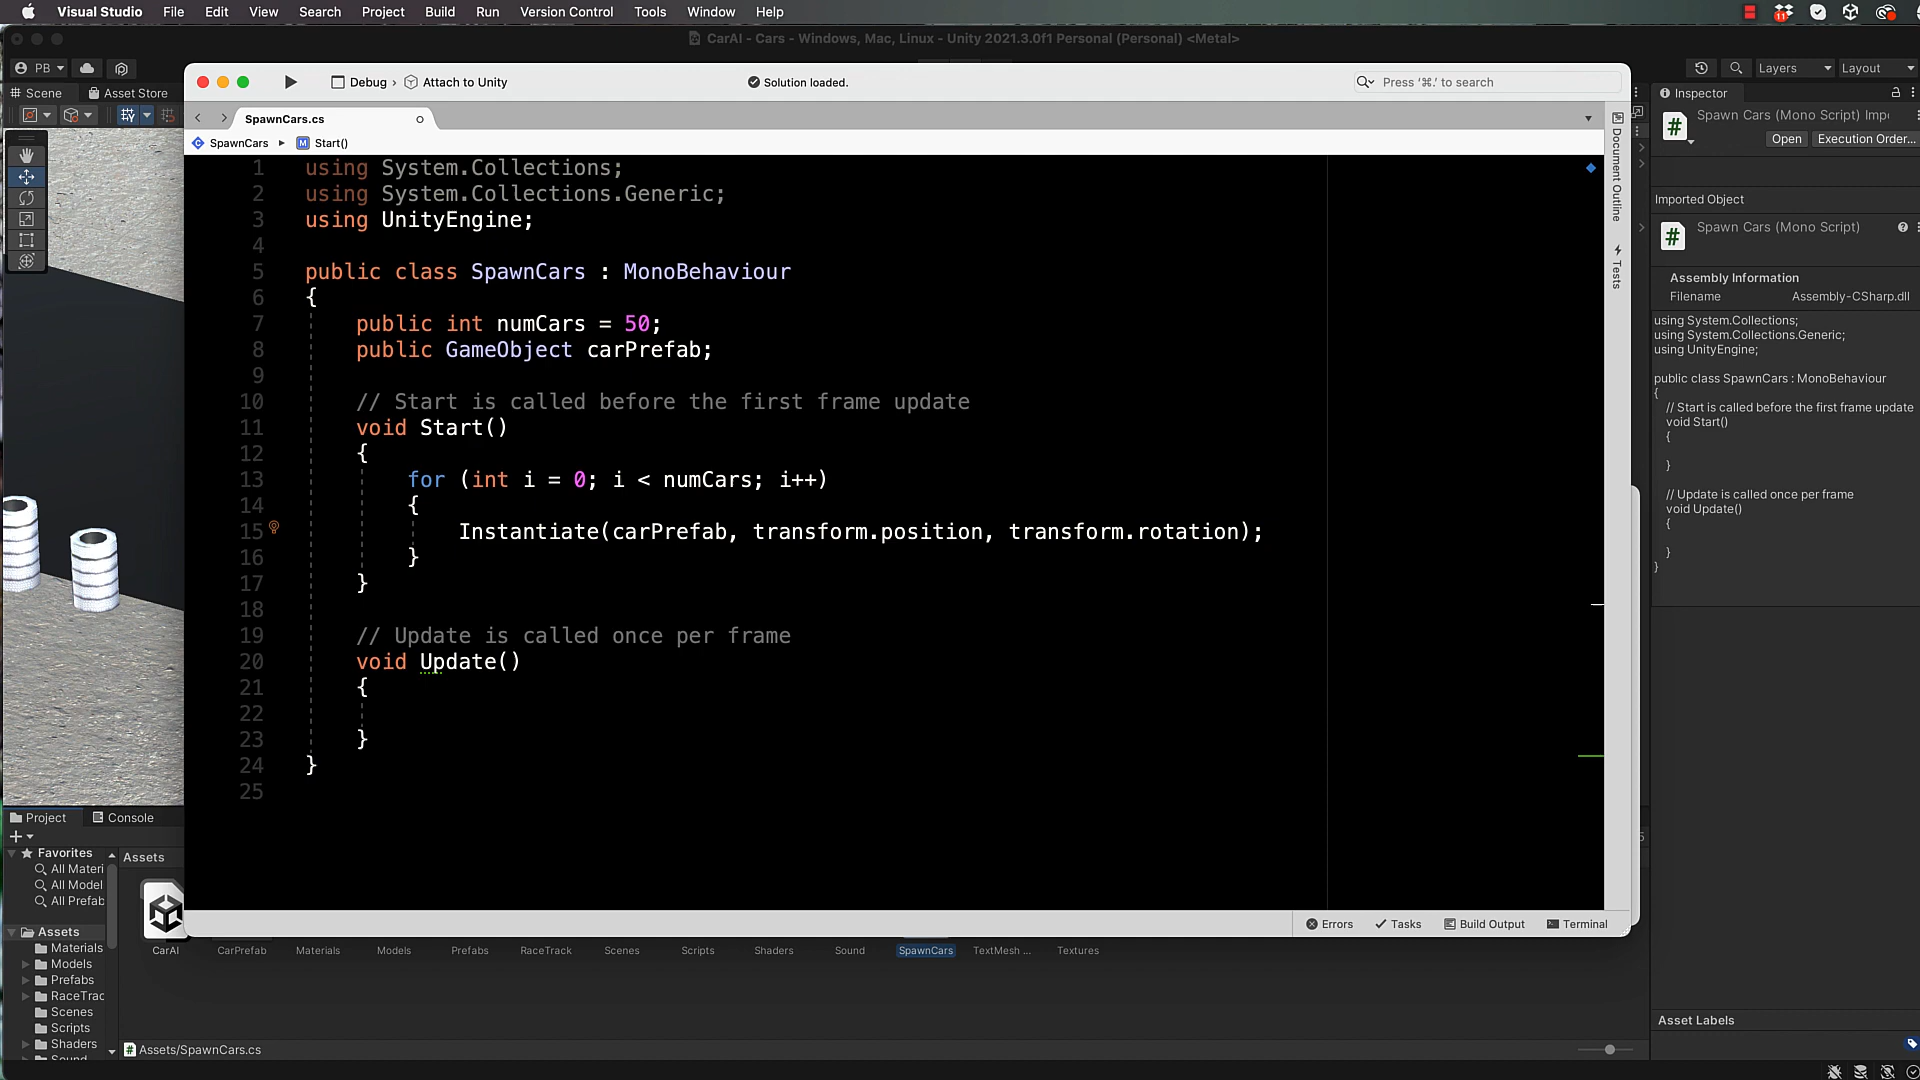 Visual Studio File Edit View Search Project Build Run Version Control Tools Window Help
11
CarAI - Cars - Windows, Mac, Linux - Unity 2021.3.0f1 Personal (Personal) <Metal>
PB
Layers Layout
Scene Asset Store
Debug › Attach to Unity
Solution loaded.
Press '⌘.' to search
SpawnCars.cs
SpawnCars Start()
1 using System.Collections;
2 using System.Collections.Generic;
3 using UnityEngine;
4
5 public class SpawnCars : MonoBehaviour
6 {
7 public int numCars = 50;
8 public GameObject carPrefab;
9
10 // Start is called before the first frame update
11 void Start()
12 {
13 for (int i = 0; i < numCars; i++)
14 {
15 Instantiate(carPrefab, transform.position, transform.rotation);
16 }
17 }
18
19 // Update is called once per frame
20 void Update()
21 {
22
23 }
24 }
25
Document Outline
Tests
Errors Tasks Build Output Terminal
Inspector
Spawn Cars (Mono Script) Impo
Open Execution Order...
Imported Object
Spawn Cars (Mono Script)
Assembly Information
Filename Assembly-CSharp.dll
using System.Collections;
using System.Collections.Generic;
using UnityEngine;
public class SpawnCars : MonoBehaviour
{
// Start is called before the first frame update
void Start()
{
}
// Update is called once per frame
void Update()
{
}
}
Asset Labels
Project Console
Favorites
All Materi
All Model
All Prefab
Assets
Materials
Models
Prefabs
RaceTrac
Scenes
Scripts
Shaders
Sound
Assets
CarAI CarPrefab Materials Models Prefabs RaceTrack Scenes Scripts Shaders Sound SpawnCars TextMesh ... Textures
Assets/SpawnCars.cs